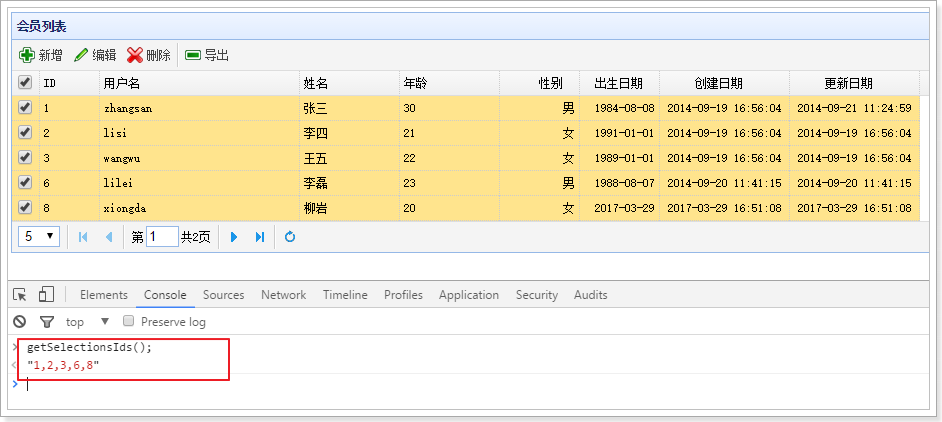 会员列表
新增 编辑 删除 导出
ID 用户名 姓名 年龄 性别 出生日期 创建日期 更新日期
1 zhangsan 张三 30 男 1984-08-08 2014-09-19 16:56:04 2014-09-21 11:24:59
2 lisi 李四 21 女 1991-01-01 2014-09-19 16:56:04 2014-09-19 16:56:04
3 wangwu 王五 22 女 1989-01-01 2014-09-19 16:56:04 2014-09-19 16:56:04
6 lilei 李磊 23 男 1988-08-07 2014-09-20 11:41:15 2014-09-20 11:41:15
8 xiongda 柳岩 20 女 2017-03-29 2017-03-29 16:51:08 2017-03-29 16:51:08
5 第 1 共2页
Elements Console Sources Network Timeline Profiles Application Security Audits
top Preserve log
getSelectionsIds();
"1,2,3,6,8"